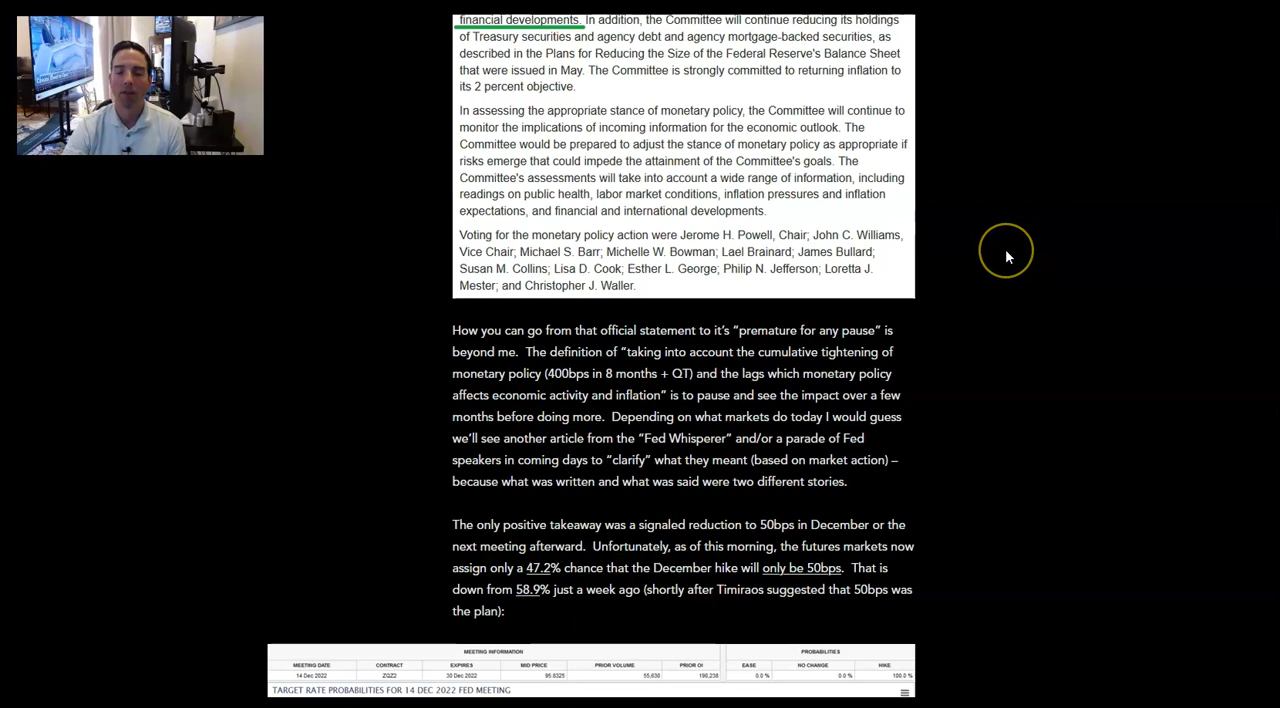 financial developments. In addition, the Committee will continue reducing its holdings
of Treasury securities and agency debt and agency mortgage-backed securities, as
described in the Plans for Reducing the Size of the Federal Reserve's Balance Sheet
that were issued in May. The Committee is strongly committed to returning inflation to
its 2 percent objective.
In assessing the appropriate stance of monetary policy, the Committee will continue to
monitor the implications of incoming information for the economic outlook. The
Committee would be prepared to adjust the stance of monetary policy as appropriate if
risks emerge that could impede the attainment of the Committee's goals. The
Committee's assessments will take into account a wide range of information, including
readings on public health, labor market conditions, inflation pressures and inflation
expectations, and financial and international developments.
Voting for the monetary policy action were Jerome H. Powell, Chair; John C. Williams,
Vice Chair; Michael S. Barr; Michelle W. Bowman; Lael Brainard; James Bullard;
Susan M. Collins; Lisa D. Cook; Esther L. George; Philip N. Jefferson; Loretta J.
Mester; and Christopher J. Waller.
How you can go from that official statement to it's “premature for any pause” is
beyond me. The definition of “taking into account the cumulative tightening of
monetary policy (400bps in 8 months + QT) and the lags which monetary policy
affects economic activity and inflation” is to pause and see the impact over a few
months before doing more. Depending on what markets do today I would guess
we'll see another article from the “Fed Whisperer” and/or a parade of Fed
speakers in coming days to “clarify” what they meant (based on market action) –
because what was written and what was said were two different stories.
The only positive takeaway was a signaled reduction to 50bps in December or the
next meeting afterward. Unfortunately, as of this morning, the futures markets now
assign only a 47.2% chance that the December hike will only be 50bps. That is
down from 58.9% just a week ago (shortly after Timiraos suggested that 50bps was
the plan):
MEETING INFORMATION PROBABILITIES
MEETING DATE CONTRACT EXPIRES MID PRICE PRIOR VOLUME PRIOR OI EASE NO CHANGE HIKE
14 Dec 2022 ZQZ2 30 Dec 2022 95.8325 55,638 190,238 0.0 % 0.0 % 100.0 %
TARGET RATE PROBABILITIES FOR 14 DEC 2022 FED MEETING